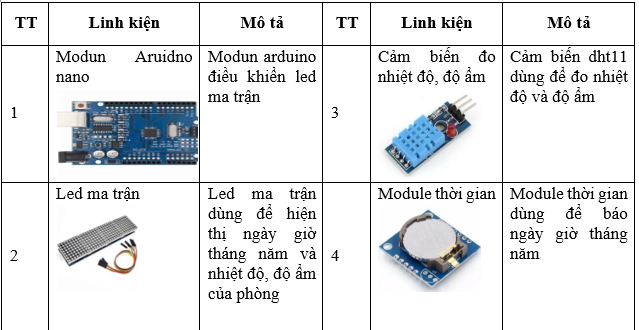 TT Linh kiện Mô tả TT Linh kiện Mô tả
1
Modun Aruidno
nano
Modun arduino
điều khiển led
ma trận
3
Cảm biến đo
nhiệt độ, độ ẩm
Cảm biến dht11
dùng để đo nhiệt
độ và độ ẩm
2
Led ma trận
Led ma trận
dùng để hiện
thị ngày giờ
tháng năm và
nhiệt độ, độ ẩm
của phòng
4
Module thời gian
Module thời gian
dùng để báo
ngày giờ tháng
năm